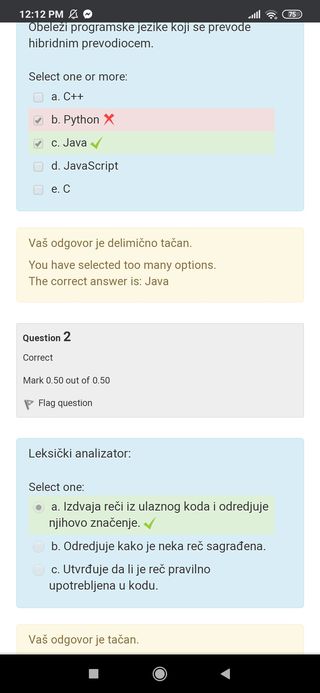 12:12 PM 75
Obeleži programske jezike koji se prevode
hibridnim prevodiocem.
Select one or more:
a. C++
b. Python
c. Java
d. JavaScript
e. C
Vaš odgovor je delimično tačan.
You have selected too many options.
The correct answer is: Java
Question 2
Correct
Mark 0.50 out of 0.50
Flag question
Leksički analizator:
Select one:
a. Izdvaja reči iz ulaznog koda i odredjuje
njihovo značenje.
b. Odredjuje kako je neka reč sagrađena.
c. Utvrđuje da li je reč pravilno
upotrebljena u kodu.
Vaš odgovor je tačan.